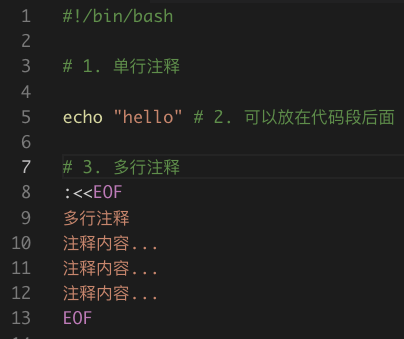 1 #!/bin/bash
2
3 # 1. 单行注释
4
5 echo "hello" # 2. 可以放在代码段后面
6
7 # 3. 多行注释
8 :<<EOF
9 多行注释
10 注释内容...
11 注释内容...
12 注释内容...
13 EOF